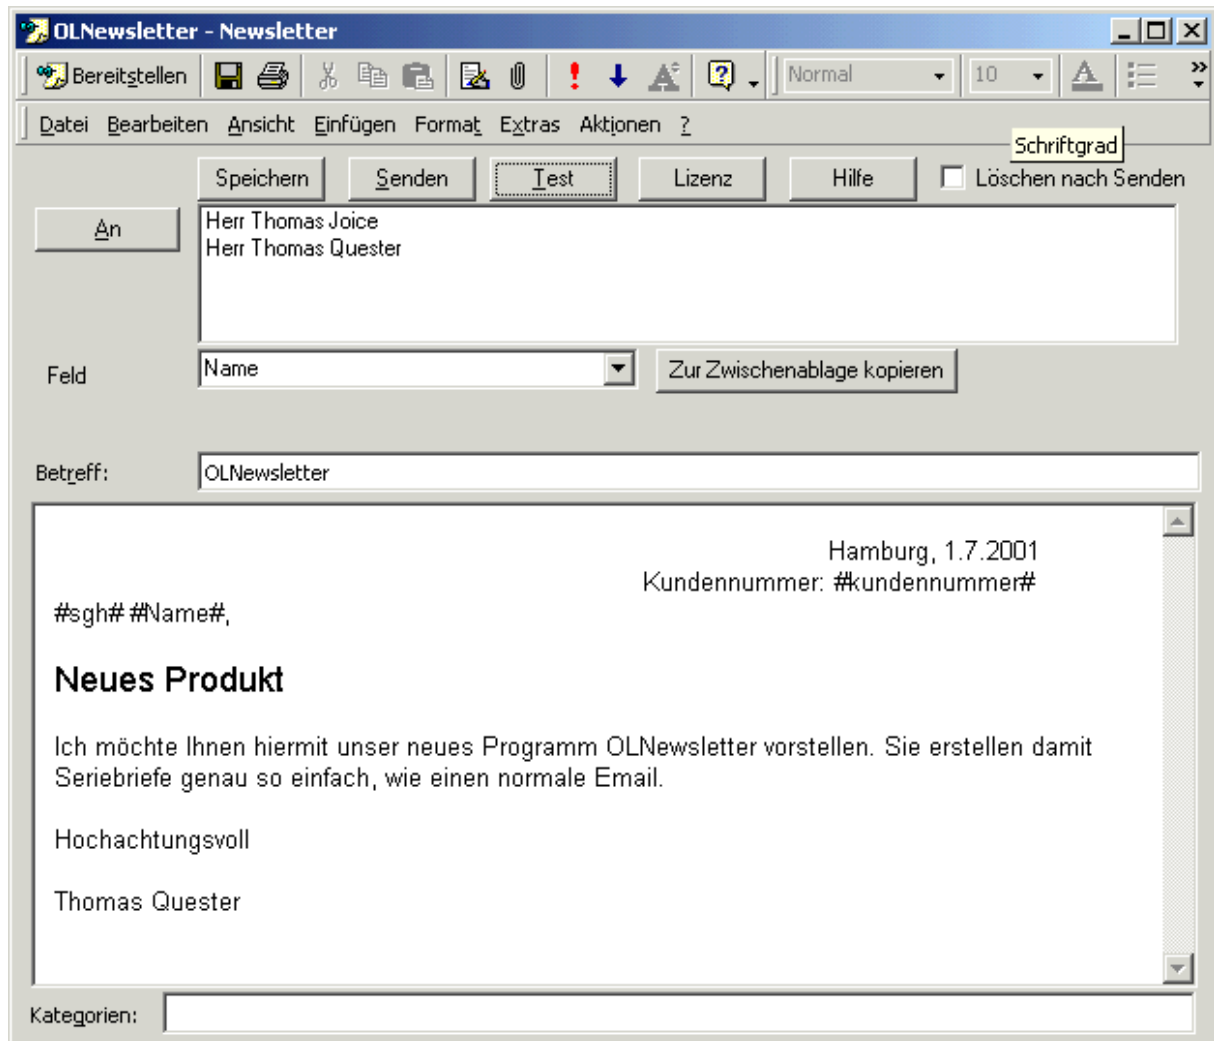 OLNewsletter - Newsletter
Bereitstellen Normal 10
Datei Bearbeiten Ansicht Einfügen Format Extras Aktionen ?
Schriftgrad
Speichern Senden Test Lizenz Hilfe Löschen nach Senden
An
Herr Thomas Joice
Herr Thomas Quester
Feld Name Zur Zwischenablage kopieren
Betreff: OLNewsletter
Hamburg, 1.7.2001
Kundennummer: #kundennummer#
#sgh# #Name#,
Neues Produkt
Ich möchte Ihnen hiermit unser neues Programm OLNewsletter vorstellen. Sie erstellen damit
Seriebriefe genau so einfach, wie einen normale Email.
Hochachtungsvoll
Thomas Quester
Kategorien: